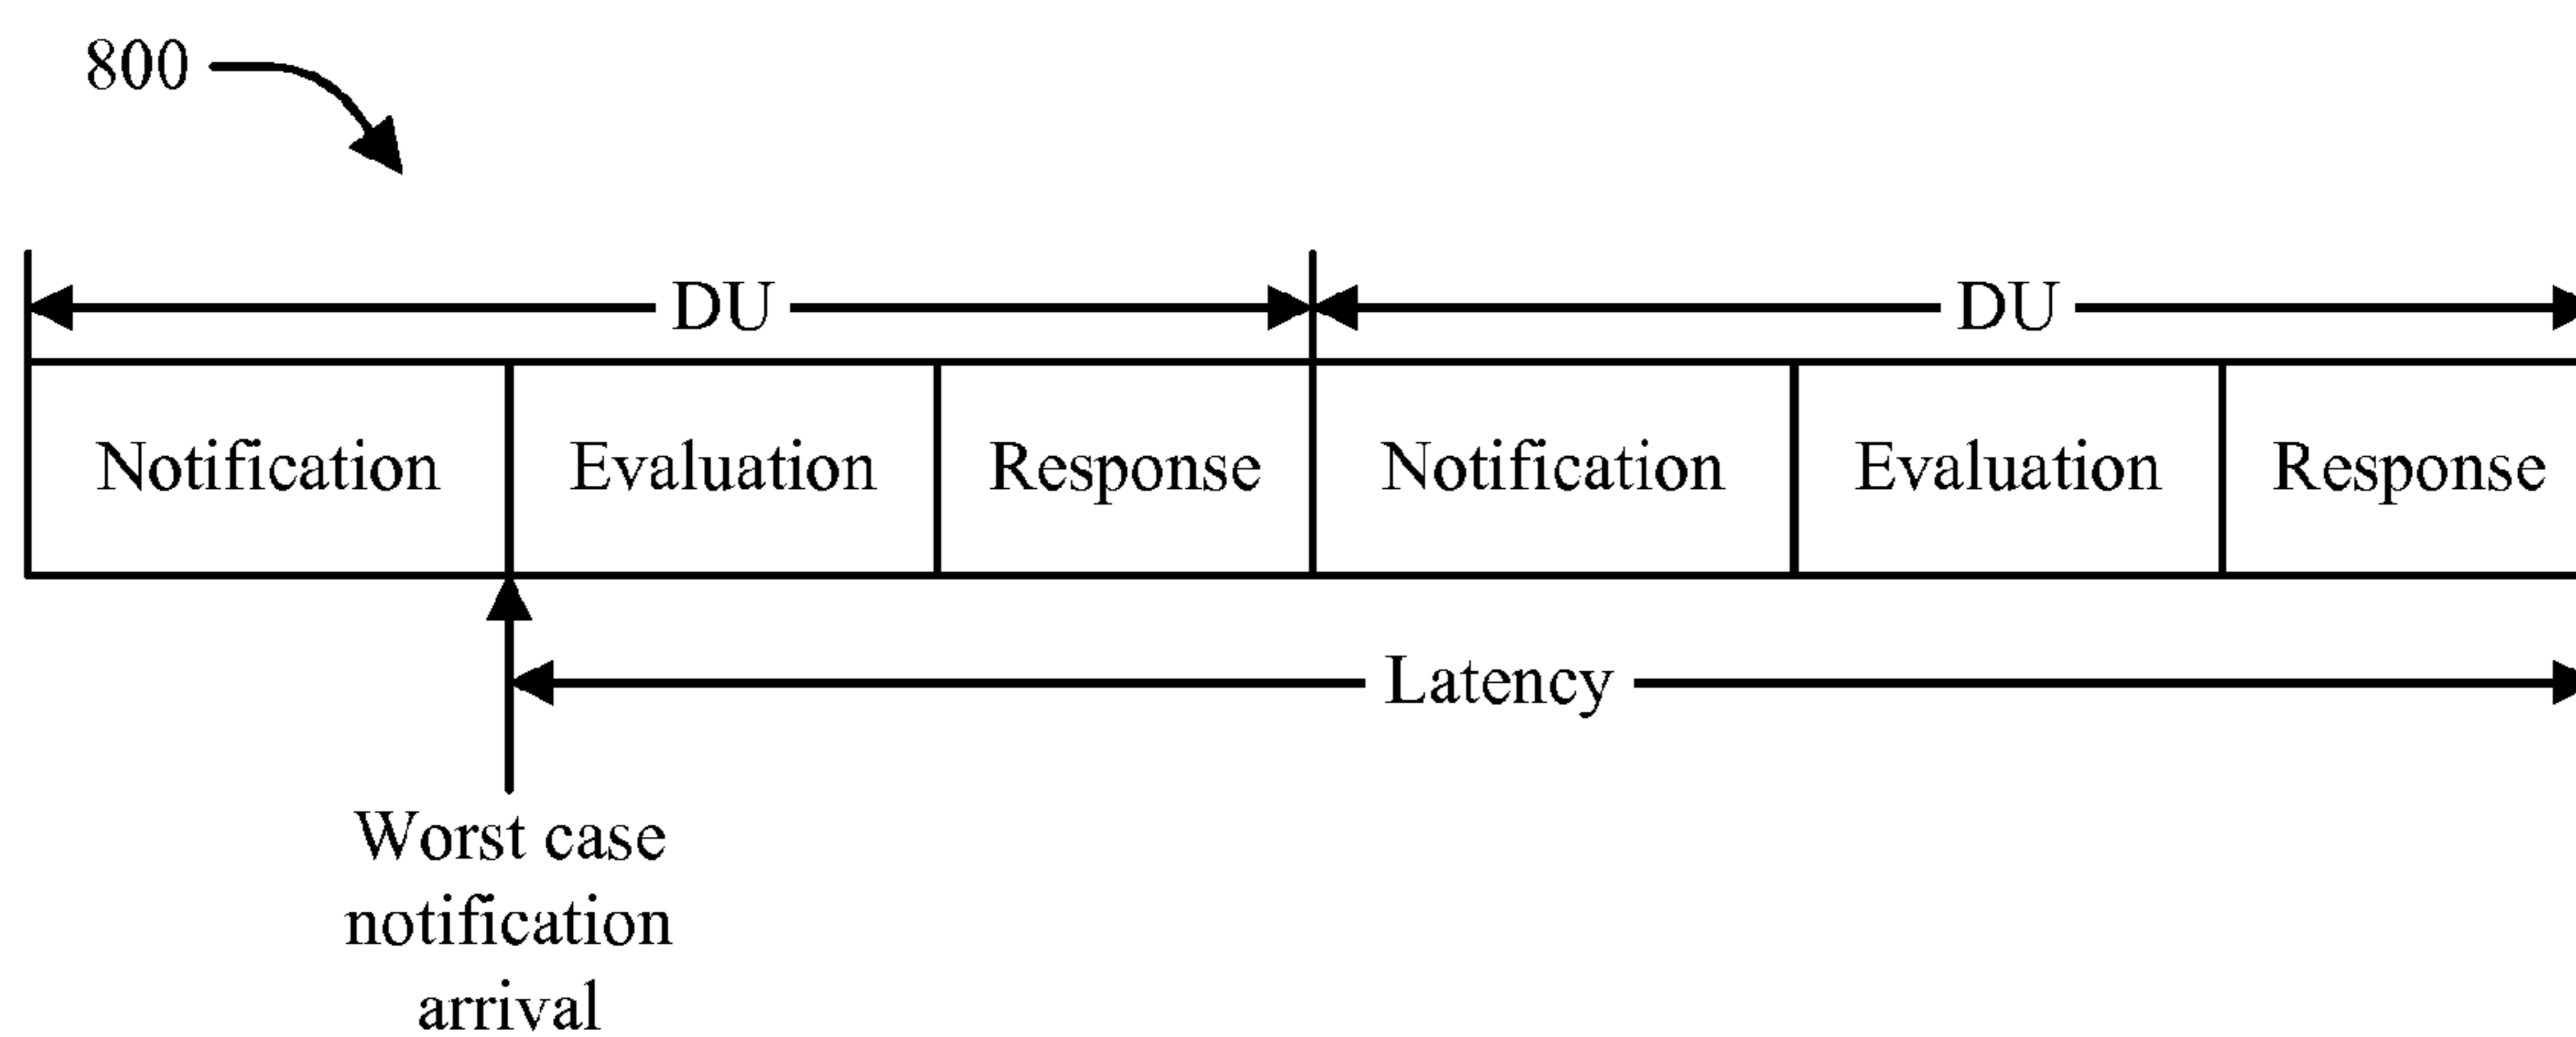 800
DU DU
Notification Evaluation Response Notification Evaluation Response
Latency
Worst case
notification
arrival